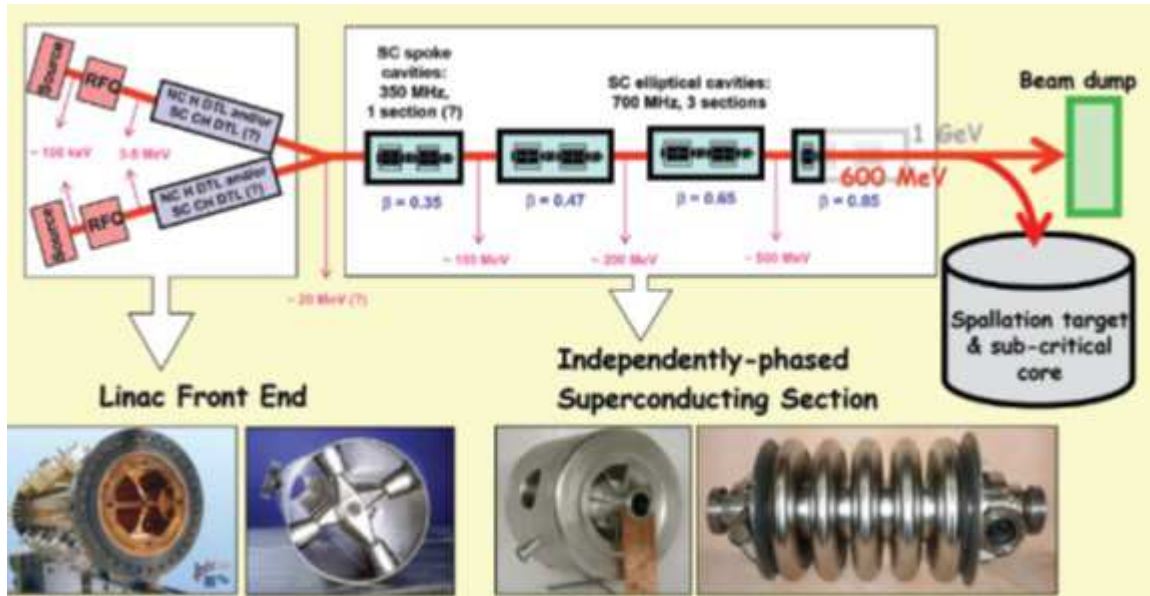 Source
RFQ
NC H DTL and/or
SC CH DTL (?)
~ 100 keV
3-5 MeV
Source
RFQ
NC H DTL and/or
SC CH DTL (?)
~ 20 MeV (?)
SC spoke
cavities:
350 MHz,
1 section (?)
SC elliptical cavities:
700 MHz, 3 sections
β = 0.35
β = 0.47
β = 0.65
β = 0.85
~ 100 MeV
~ 200 MeV
~ 500 MeV
1 GeV
600 MeV
Beam dump
Spallation target
& sub-critical
core
Linac Front End
Independently-phased
Superconducting Section